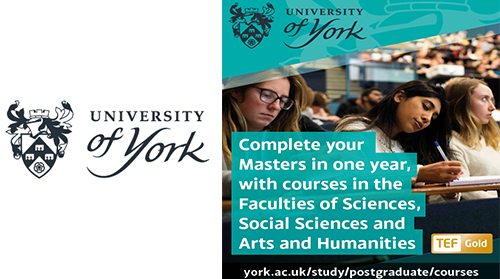 UNIVERSITY
of York
UNIVERSITY
of York
Complete your
Masters in one year,
with courses in the
Faculties of Sciences,
Social Sciences and
Arts and Humanities
TEF Gold
york.ac.uk/study/postgraduate/courses